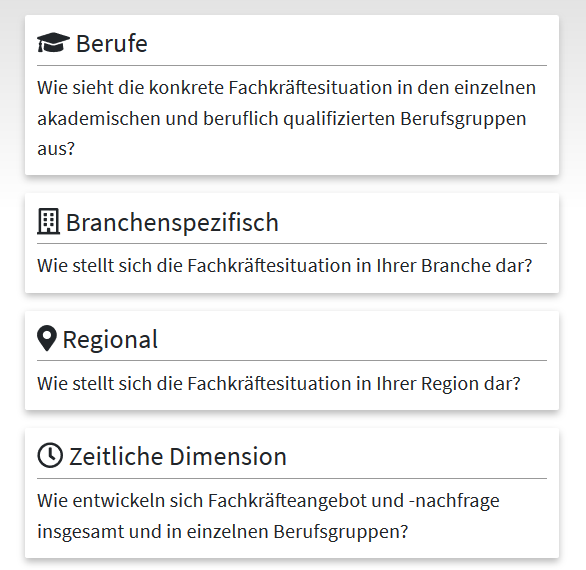 Berufe
Wie sieht die konkrete Fachkräftesituation in den einzelnen
akademischen und beruflich qualifizierten Berufsgruppen
aus?
Branchenspezifisch
Wie stellt sich die Fachkräftesituation in Ihrer Branche dar?
Regional
Wie stellt sich die Fachkräftesituation in Ihrer Region dar?
Zeitliche Dimension
Wie entwickeln sich Fachkräfteangebot und -nachfrage
insgesamt und in einzelnen Berufsgruppen?